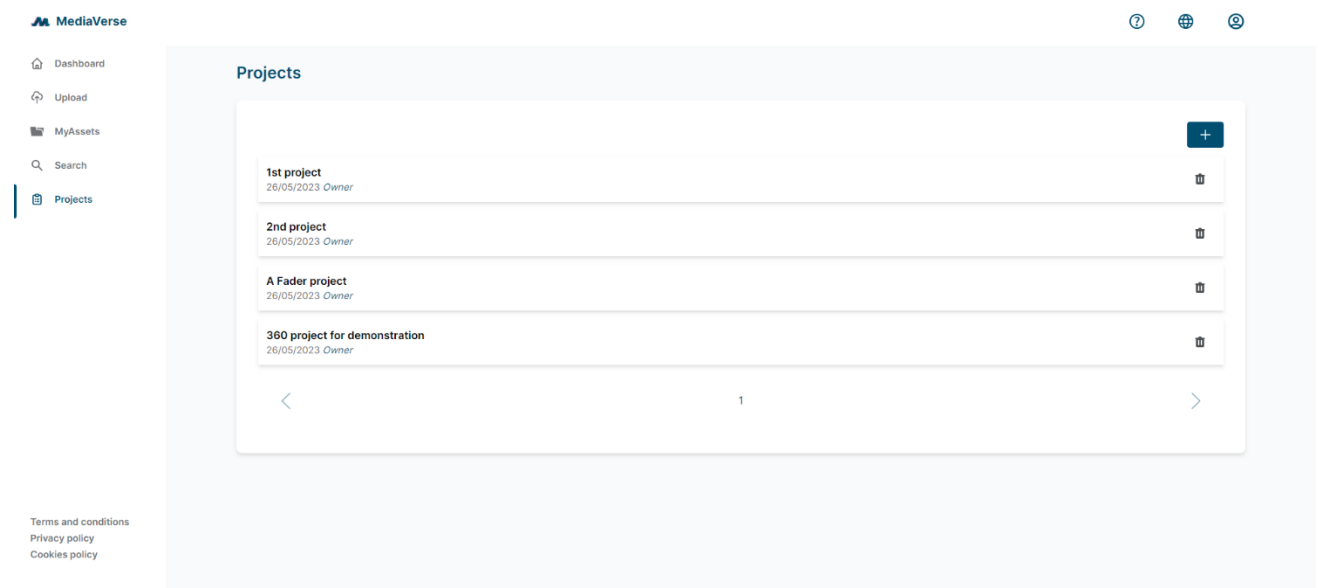 MediaVerse
Dashboard
Upload
MyAssets
Search
Projects
Terms and conditions
Privacy policy
Cookies policy
Projects
+
1st project
26/05/2023 Owner
2nd project
26/05/2023 Owner
A Fader project
26/05/2023 Owner
360 project for demonstration
26/05/2023 Owner
1